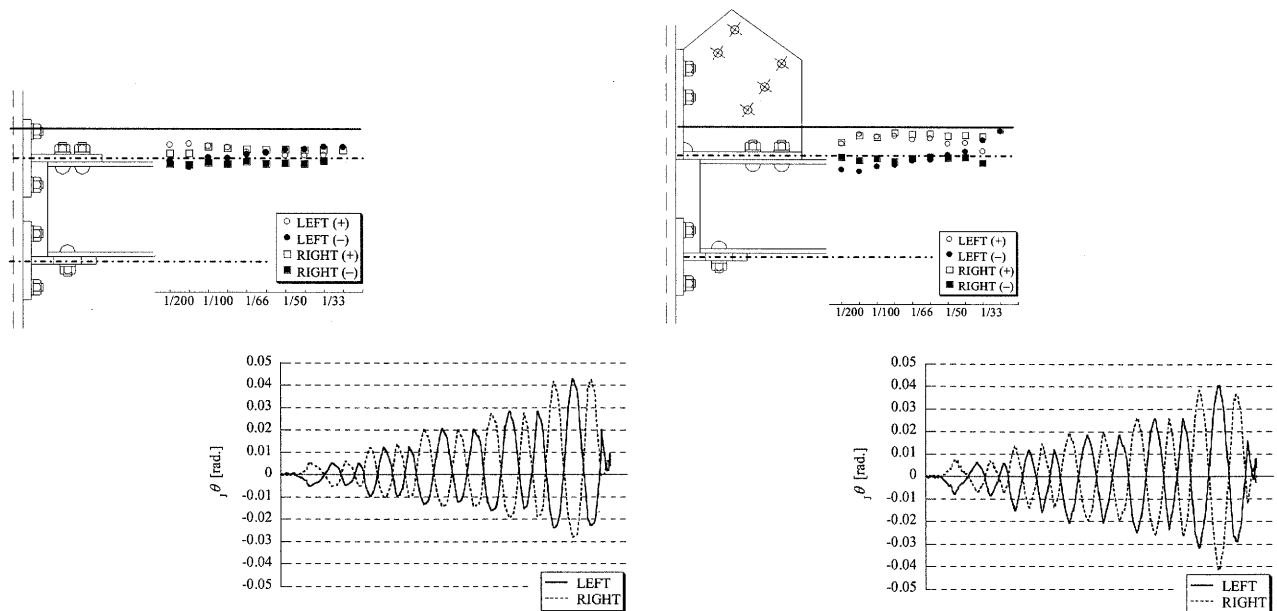 LEFT (+)
LEFT (−)
RIGHT (+)
RIGHT (−)
1/200 1/100 1/66 1/50 1/33
LEFT (+)
LEFT (−)
RIGHT (+)
RIGHT (−)
1/200 1/100 1/66 1/50 1/33
0.05
0.04
0.03
0.02
0.01
0
-0.01
-0.02
-0.03
-0.04
-0.05
Jθ [rad.]
LEFT
RIGHT
0.05
0.04
0.03
0.02
0.01
0
-0.01
-0.02
-0.03
-0.04
-0.05
Jθ [rad.]
LEFT
RIGHT